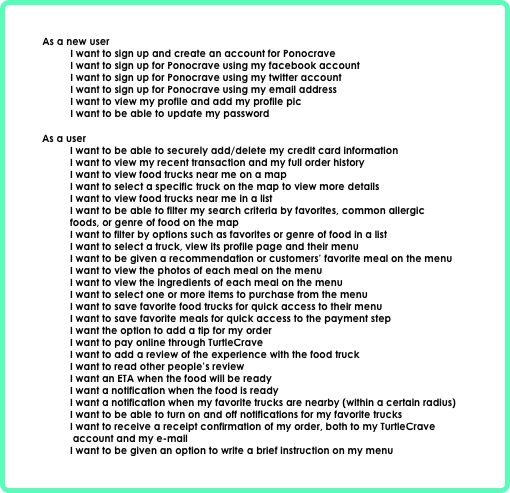 As a new user
I want to sign up and create an account for Ponocrave
I want to sign up for Ponocrave using my facebook account
I want to sign up for Ponocrave using my twitter account
I want to sign up for Ponocrave using my email address
I want to view my profile and add my profile pic
I want to be able to update my password
As a user
I want to be able to securely add/delete my credit card information
I want to view my recent transaction and my full order history
I want to view food trucks near me on a map
I want to select a specific truck on the map to view more details
I want to view food trucks near me in a list
I want to be able to filter my search criteria by favorites, common allergic
foods, or genre of food on the map
I want to filter by options such as favorites or genre of food in a list
I want to select a truck, view its profile page and their menu
I want to be given a recommendation or customers' favorite meal on the menu
I want to view the photos of each meal on the menu
I want to view the ingredients of each meal on the menu
I want to select one or more items to purchase from the menu
I want to save favorite food trucks for quick access to their menu
I want to save favorite meals for quick access to the payment step
I want the option to add a tip for my order
I want to pay online through TurtleCrave
I want to add a review of the experience with the food truck
I want to read other people's review
I want an ETA when the food will be ready
I want a notification when the food is ready
I want a notification when my favorite trucks are nearby (within a certain radius)
I want to be able to turn on and off notifications for my favorite trucks
I want to receive a receipt confirmation of my order, both to my TurtleCrave
account and my e-mail
I want to be given an option to write a brief instruction on my menu